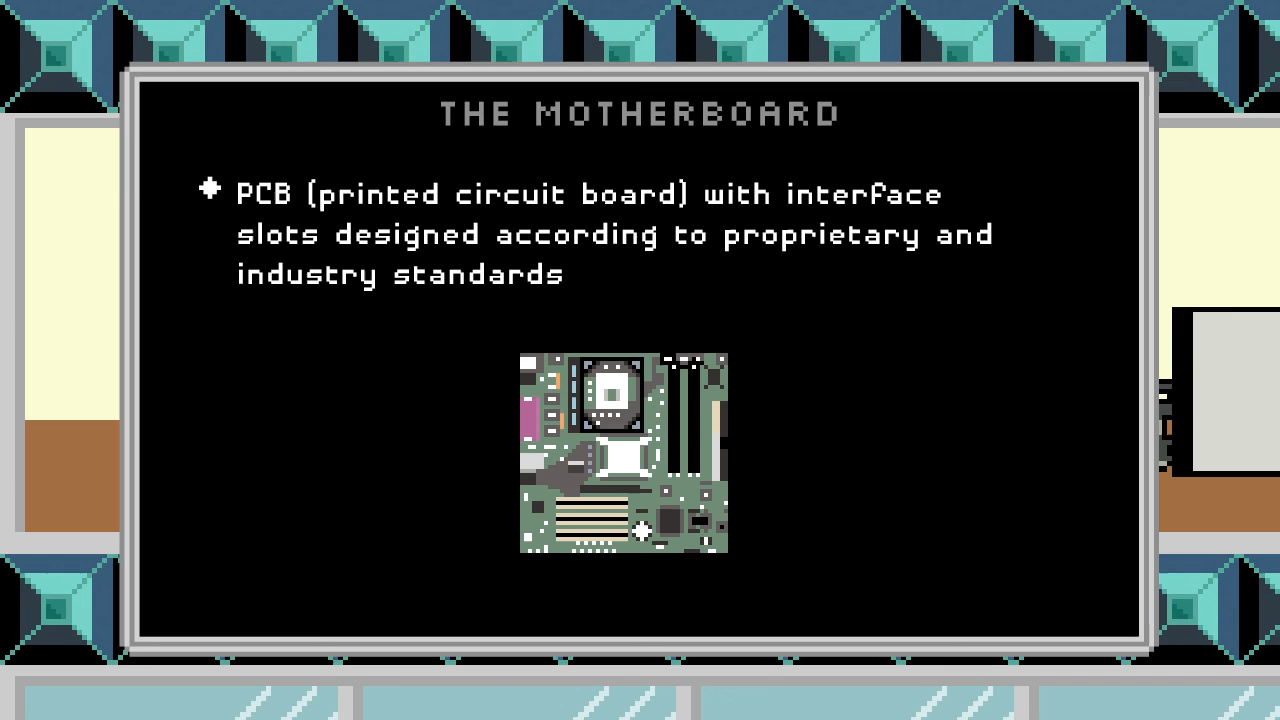 THE MOTHERBOARD
PCB (printed circuit board) with interface
slots designed according to proprietary and
industry standards